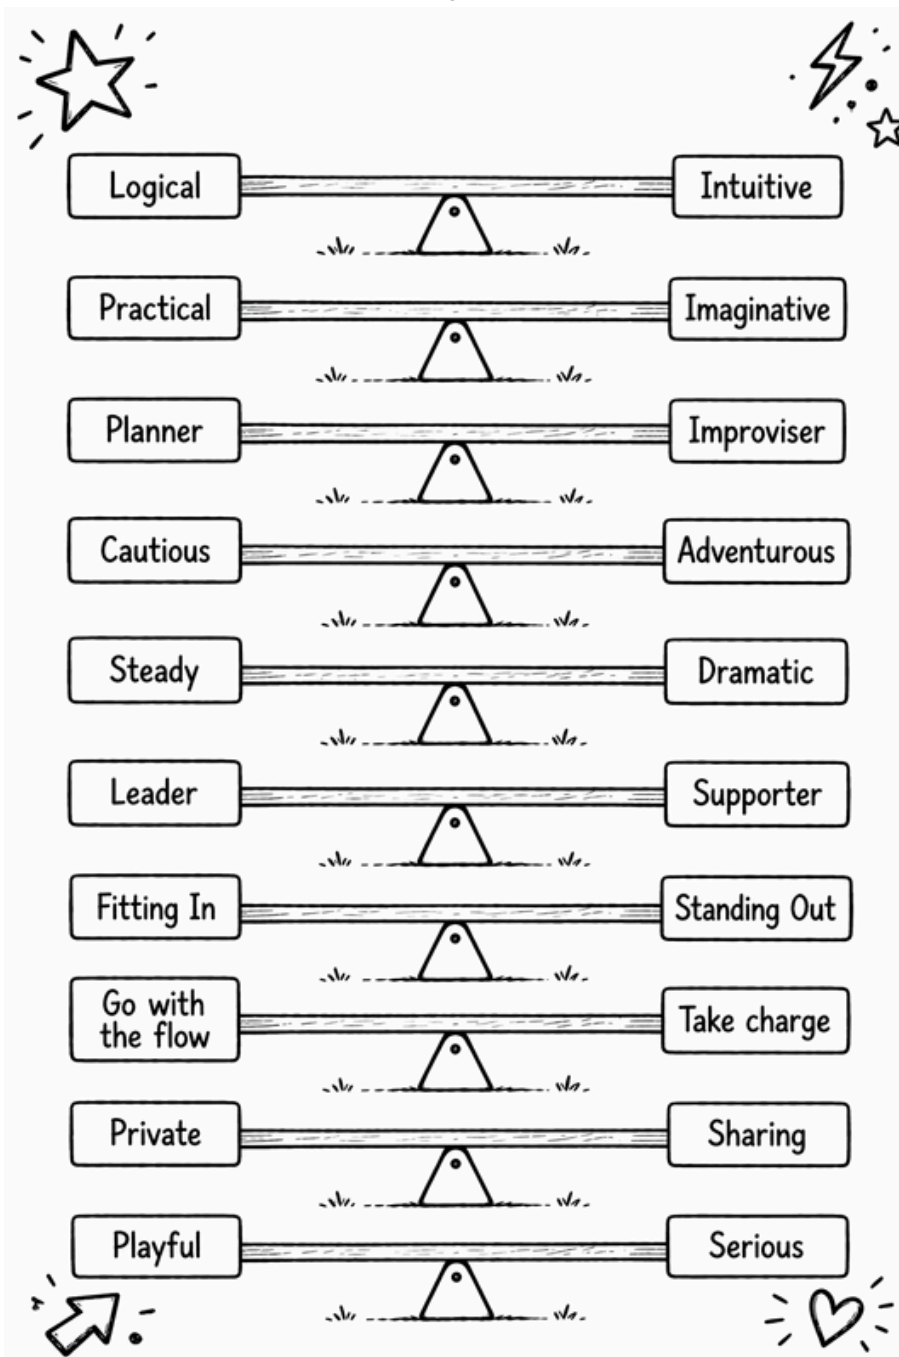 Logical Intuitive
Practical Imaginative
Planner Improviser
Cautious Adventurous
Steady Dramatic
Leader Supporter
Fitting In Standing Out
Go with
the flow
Take charge
Private Sharing
Playful Serious